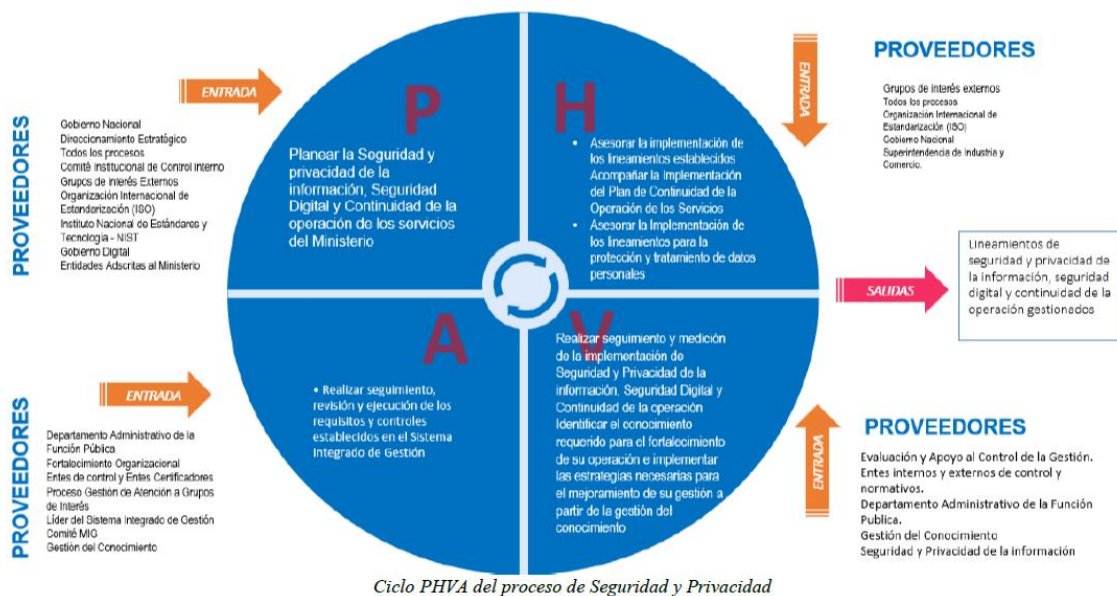 PROVEEDORES
ENTRADA
Gobierno Nacional
Direccionamiento Estratégico
Todos los procesos
Comité Institucional de Control Interno
Grupos de Interés Externos
Organización Internacional de
Estandarización (ISO)
Instituto Nacional de Estándares y
Tecnología - NIST
Gobierno Digital
Entidades Adscritas al Ministerio
P
Planear la Seguridad y
privacidad de la
información, Seguridad
Digital y Continuidad de la
operación de los servicios
del Ministerio
H
• Asesorar la implementación de
los lineamientos establecidos
Acompañar la Implementación
del Plan de Continuidad de la
Operación de los Servicios
• Asesorar la Implementación de
los lineamientos para la
protección y tratamiento de datos
personales
ENTRADA
PROVEEDORES
Grupos de interés externos
Todos los procesos
Organización Internacional de
Estandarización (ISO)
Gobierno Nacional
Superintendencia de Industria y
Comercio.
SALIDAS
Lineamientos de
seguridad y privacidad de
la información, seguridad
digital y continuidad de la
operación gestionados
PROVEEDORES
ENTRADA
Departamento Administrativo de la
Función Pública
Fortalecimiento Organizacional
Entes de control y Entes Certificadores
Proceso Gestión de Atención a Grupos
de Interés
Líder del Sistema Integrado de Gestión
Comité MIG
Gestión del Conocimiento
A
• Realizar seguimiento,
revisión y ejecución de los
requisitos y controles
establecidos en el Sistema
Integrado de Gestión
V
Realizar seguimiento y medición
de la implementación de
Seguridad y Privacidad de la
información, Seguridad Digital y
Continuidad de la operación
Identificar el conocimiento
requerido para el fortalecimiento
de su operación e implementar
las estrategias necesarias para
el mejoramiento de su gestión a
partir de la gestión del
conocimiento
ENTRADA
PROVEEDORES
Evaluación y Apoyo al Control de la Gestión.
Entes internos y externos de control y
normativos.
Departamento Administrativo de la Función
Publica.
Gestión del Conocimiento
Seguridad y Privacidad de la información
Ciclo PHVA del proceso de Seguridad y Privacidad